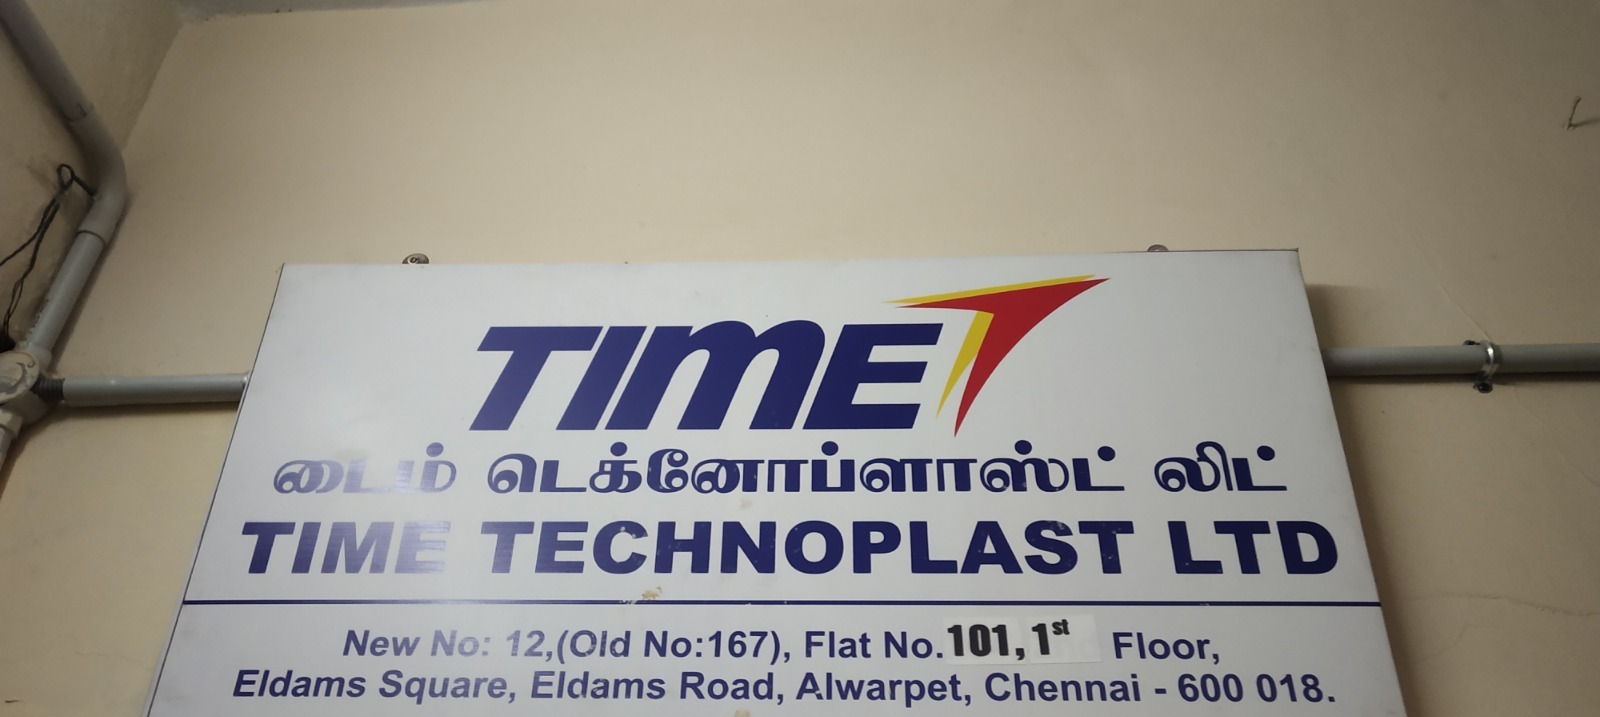 TIME
டைம் டெக்னோப்ளாஸ்ட் லிட்
TIME TECHNOPLAST LTD
New No: 12,(Old No:167), Flat No.101,1st Floor,
Eldams Square, Eldams Road, Alwarpet, Chennai - 600 018.